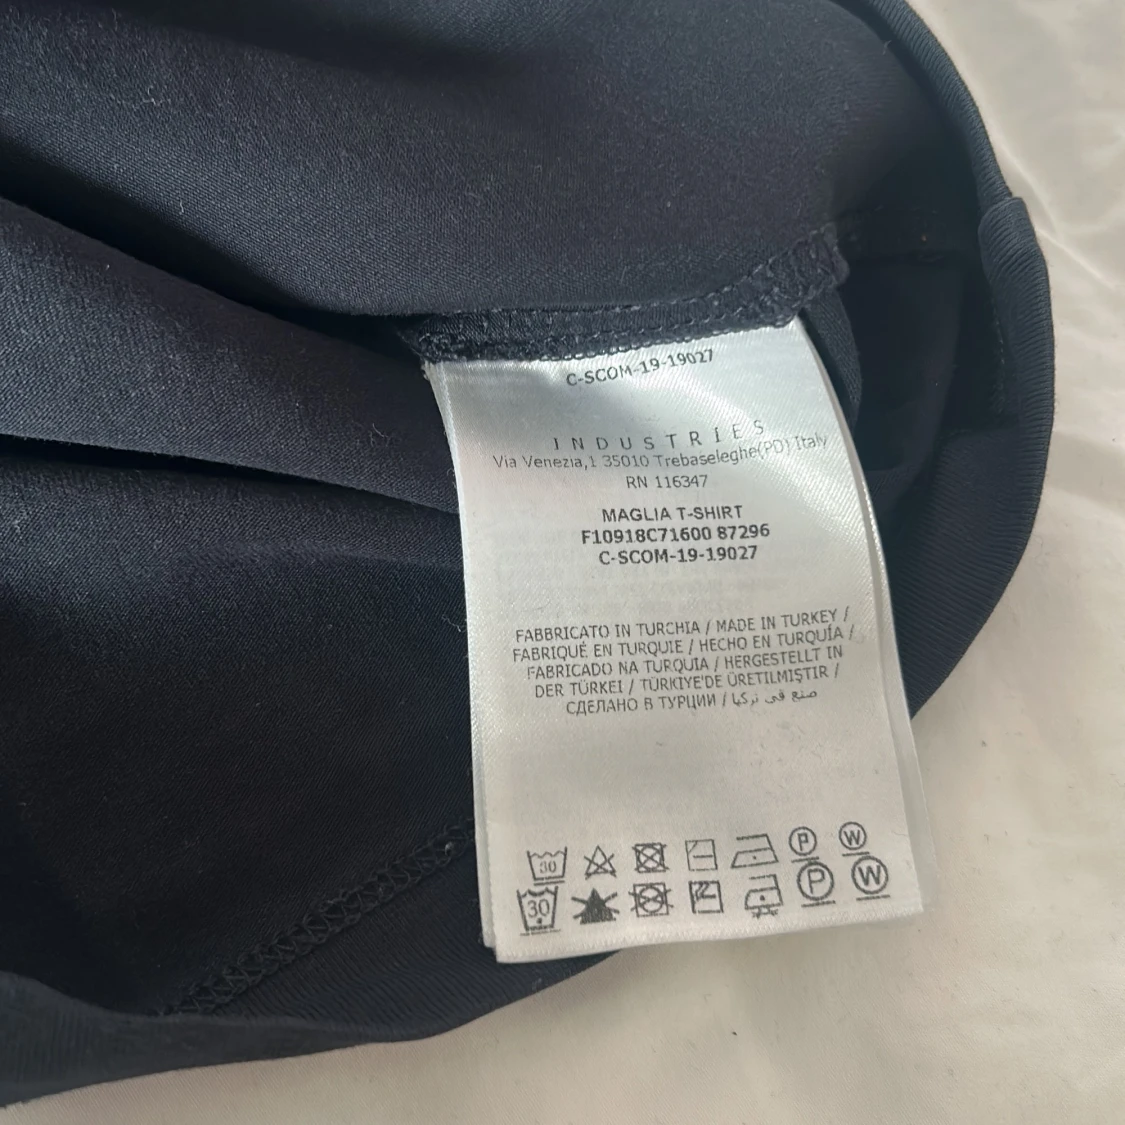 C-SCOM-19-19027
INDUSTRIES
Via Venezia,1 35010 Trebaseleghe(PD) Italy
RN 116347
MAGLIA T-SHIRT
F10918C71600 87296
C-SCOM-19-19027
FABBRICATO IN TURCHIA / MADE IN TURKEY /
FABRIQUÉ EN TURQUIE / HECHO EN TURQUÍA /
FABRICADO NA TURQUIA / HERGESTELLT IN
DER TÜRKEI / TÜRKIYE'DE ÜRETILMIŞTIR /
СДЕЛАНО В ТУРЦИИ / صنع في تركيا
30 P W
30 P W